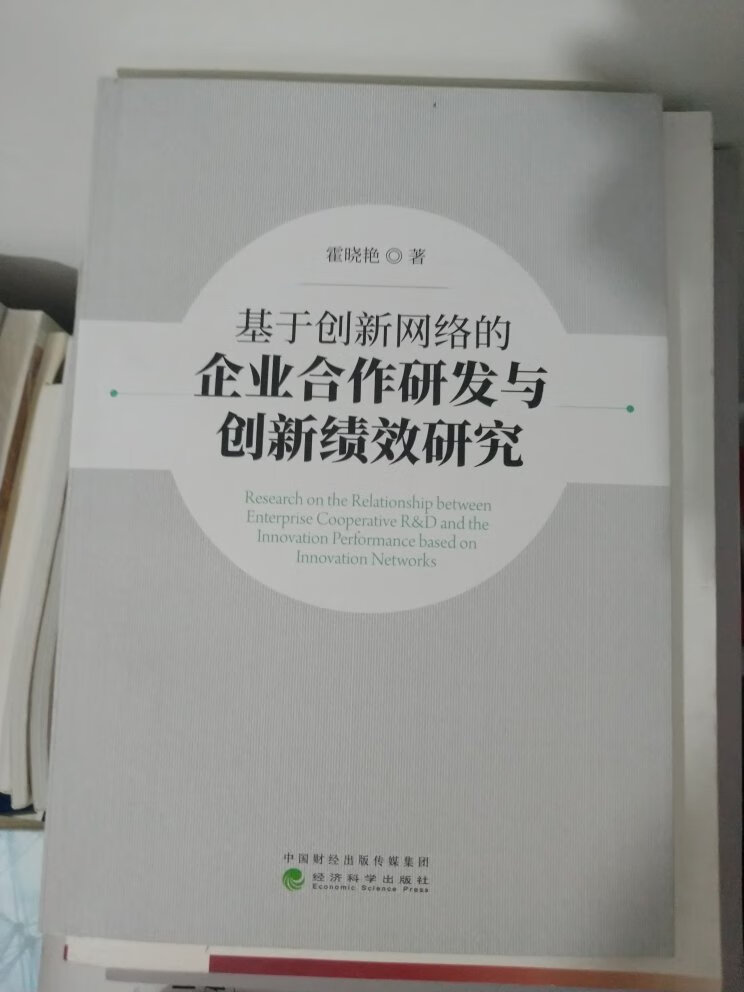 霍晓艳◎著
基于创新网络的
企业合作研发与
创新绩效研究
Research on the Relationship between
Enterprise Cooperative R&D and the
Innovation Performance based on
Innovation Networks
中国财经出版传媒集团
经济科学出版社
Economic Science Press